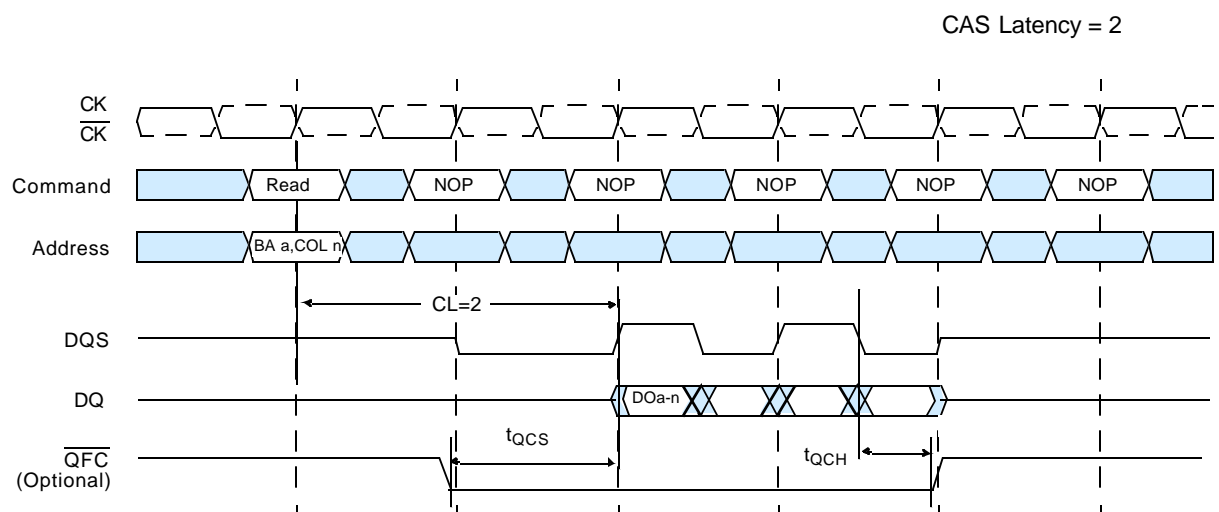 CAS Latency = 2
CK
CK
Command
Read
NOP
NOP
NOP
NOP
NOP
Address
BA a,COL n
CL=2
DQS
DQ
DOa-n
tQCS
tQCH
QFC
(Optional)